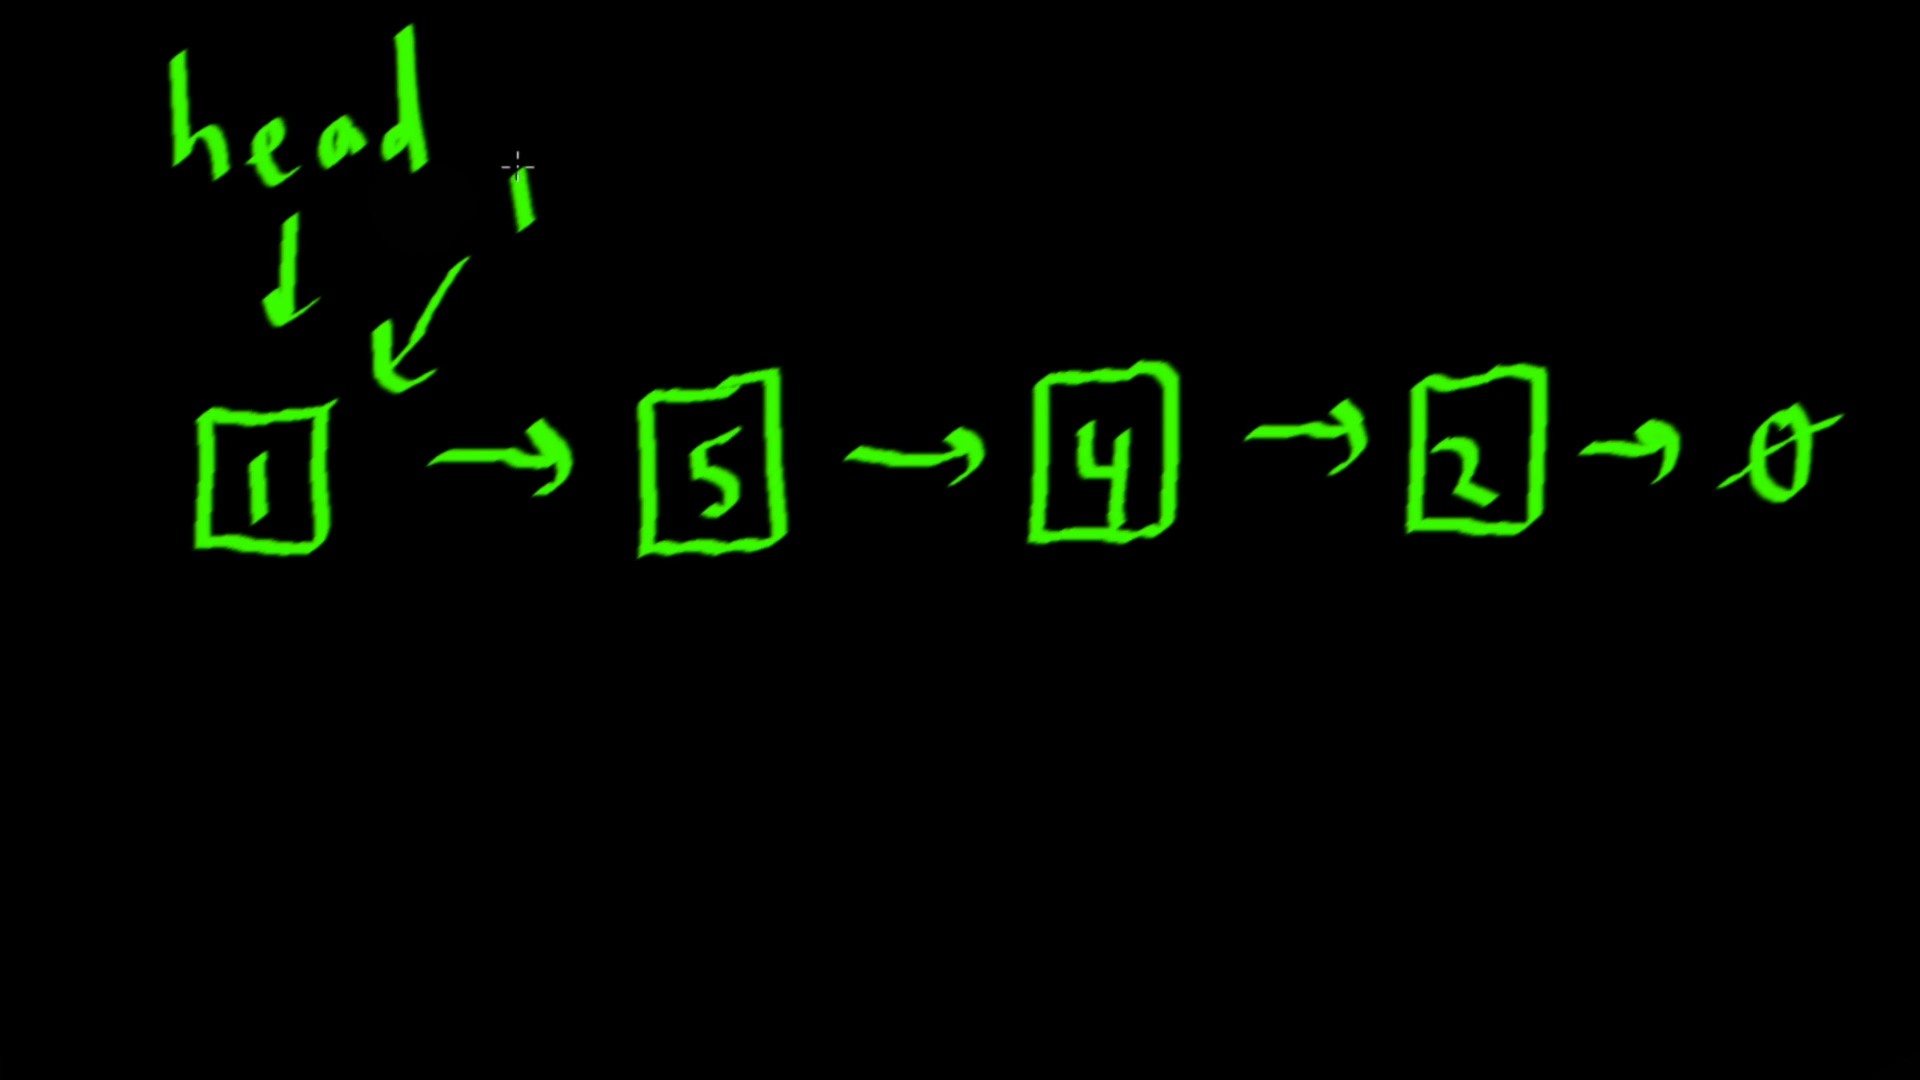 head
1 → 5 → 4 → 2 → ∅